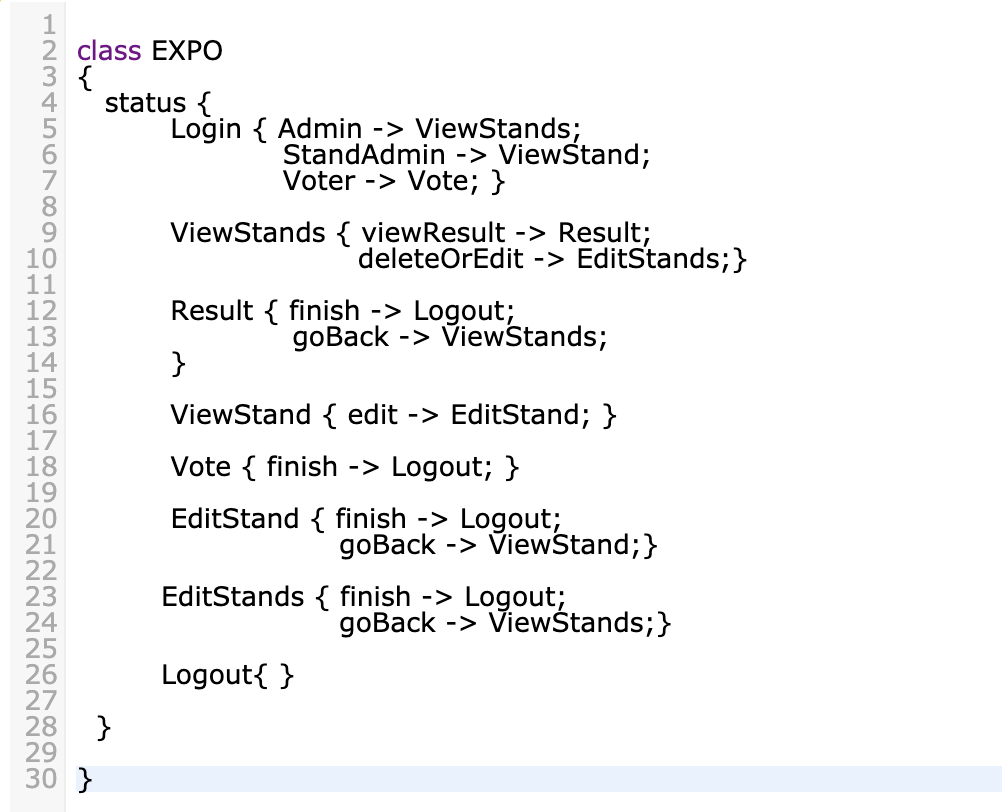 1
2 class EXPO
3 {
4 status {
5 Login { Admin -> ViewStands;
6 StandAdmin -> ViewStand;
7 Voter -> Vote; }
8
9 ViewStands { viewResult -> Result;
10 deleteOrEdit -> EditStands;}
11
12 Result { finish -> Logout;
13 goBack -> ViewStands;
14 }
15
16 ViewStand { edit -> EditStand; }
17
18 Vote { finish -> Logout; }
19
20 EditStand { finish -> Logout;
21 goBack -> ViewStand;}
22
23 EditStands { finish -> Logout;
24 goBack -> ViewStands;}
25
26 Logout{ }
27
28 }
29
30 }